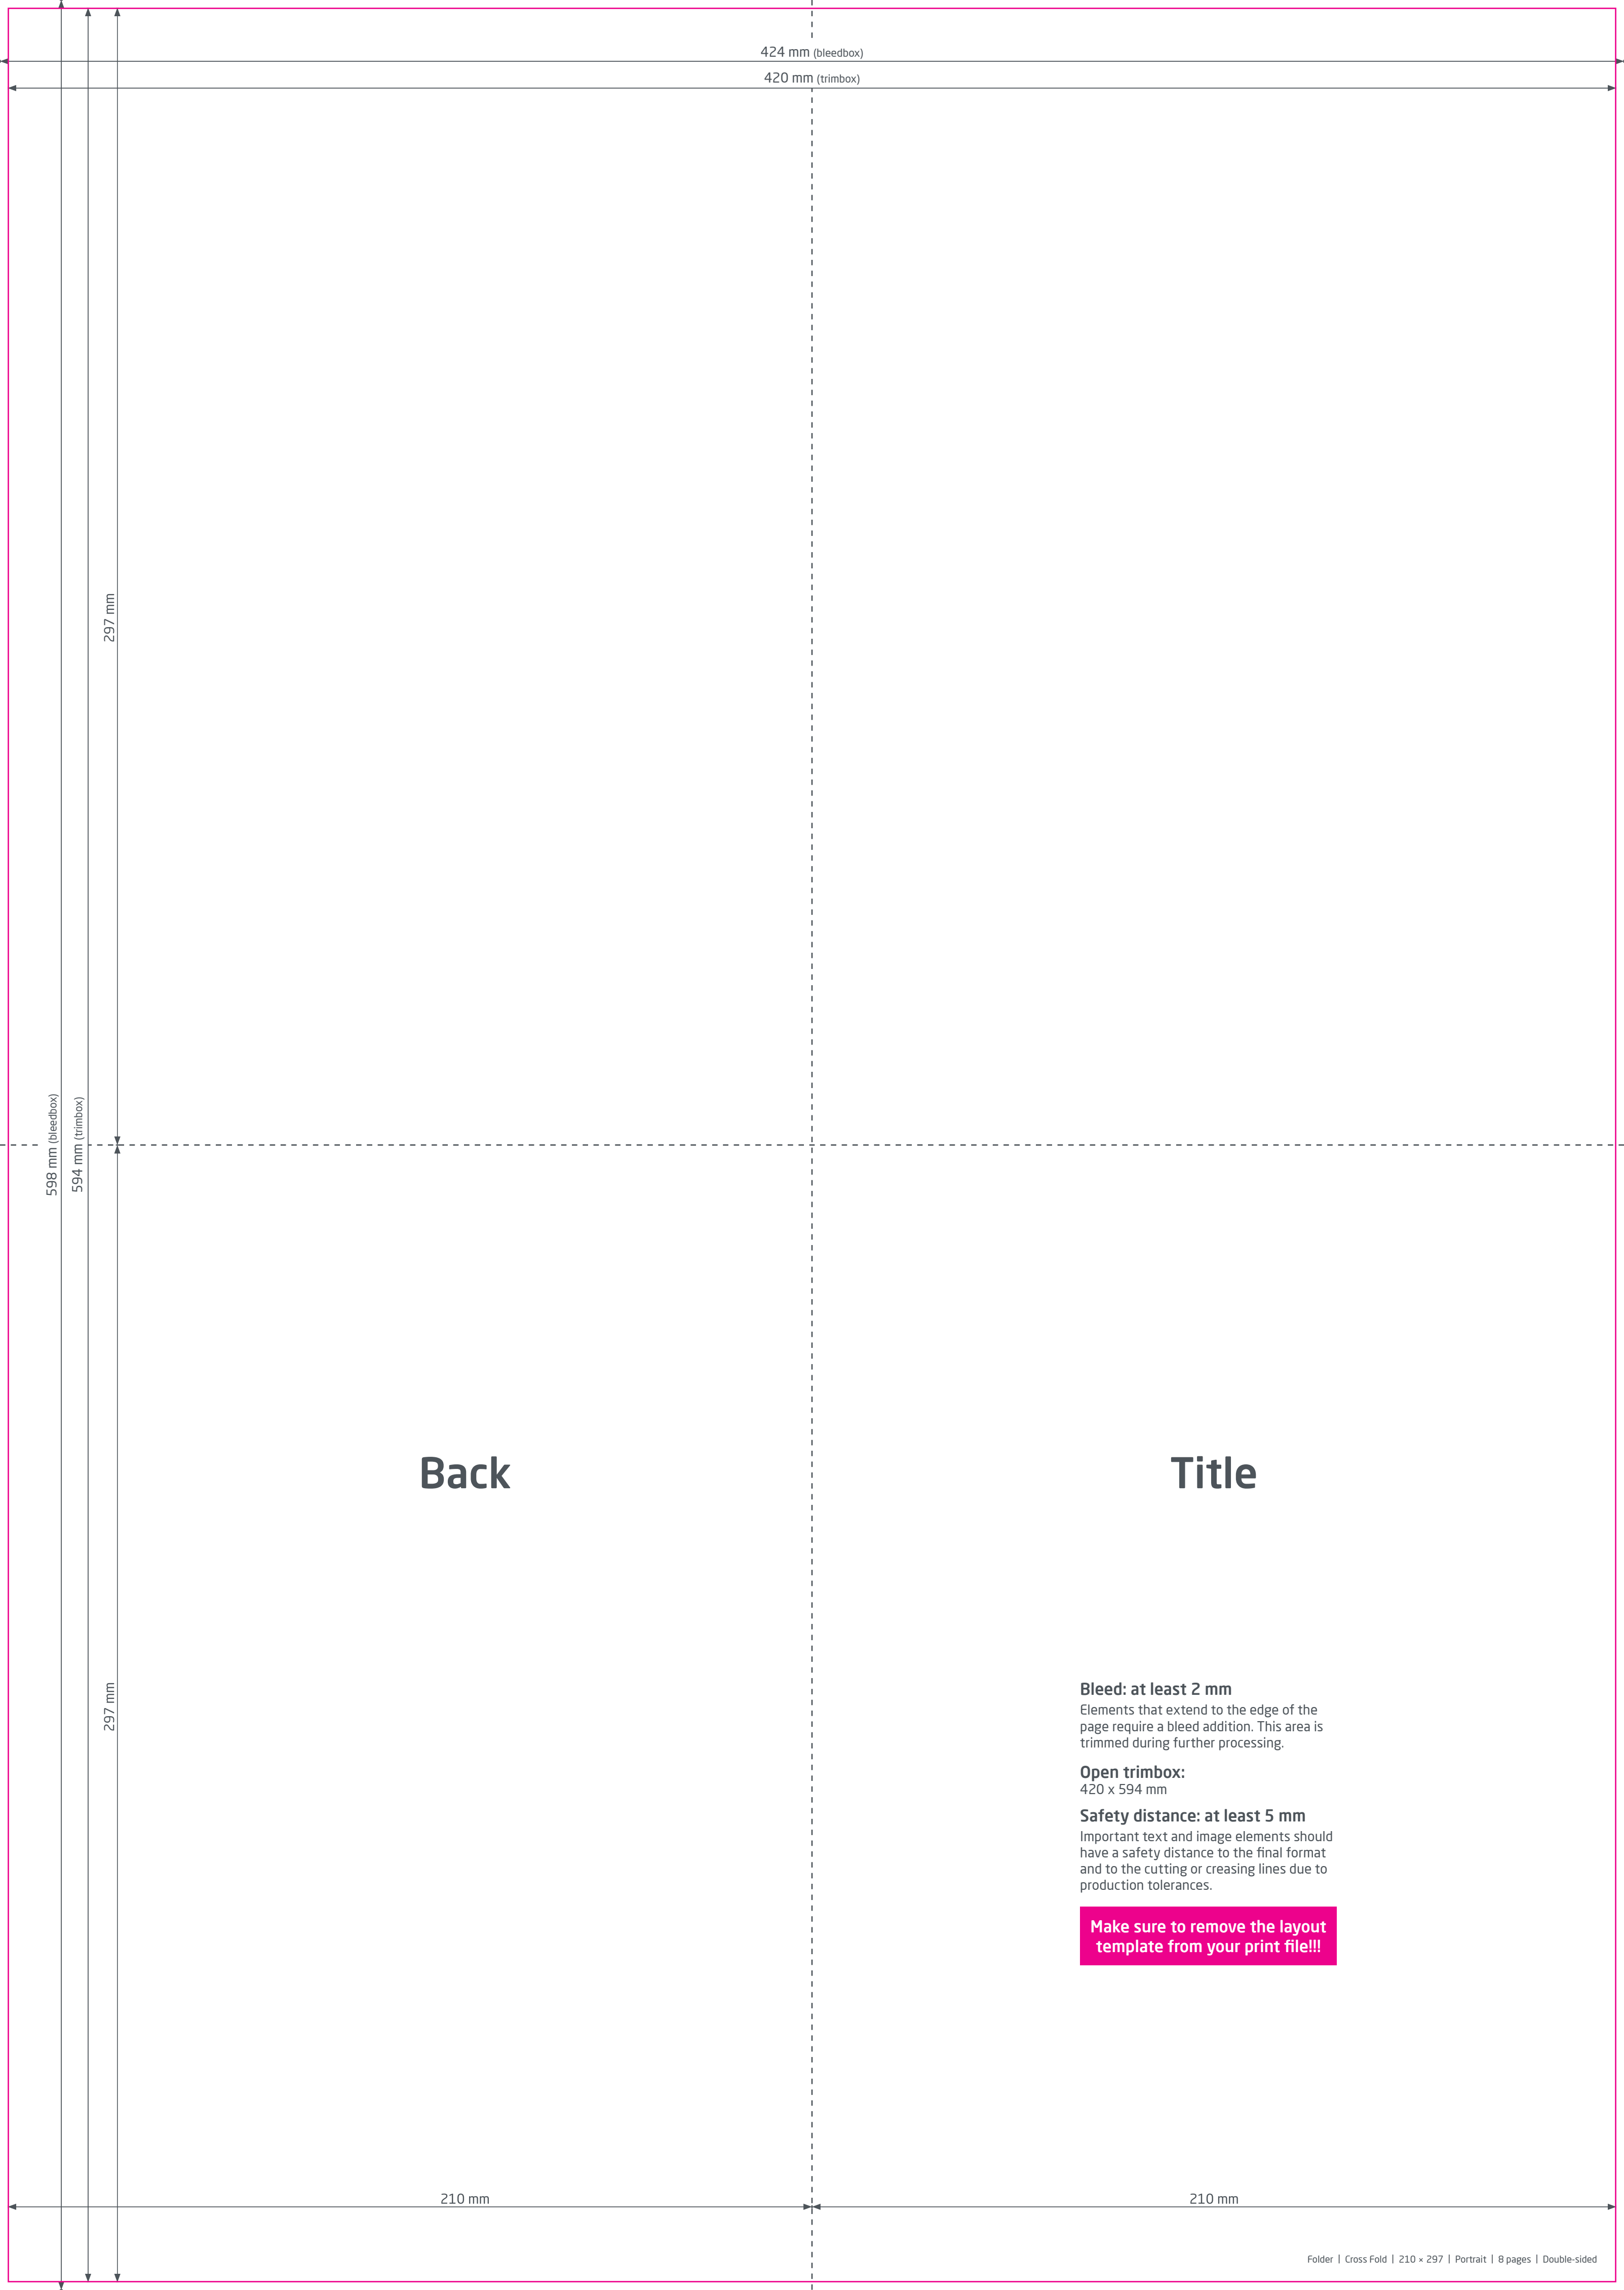 424 mm (bleedbox)
420 mm (trimbox)
297 mm
598 mm (bleedbox)
594 mm (trimbox)
Back
Title
297 mm
Bleed: at least 2 mm
Elements that extend to the edge of the
page require a bleed addition. This area is
trimmed during further processing.
Open trimbox:
420 x 594 mm
Safety distance: at least 5 mm
Important text and image elements should
have a safety distance to the final format
and to the cutting or creasing lines due to
production tolerances.
Make sure to remove the layout
template from your print file!!!
210 mm
210 mm
Folder | Cross Fold | 210 × 297 | Portrait | 8 pages | Double-sided